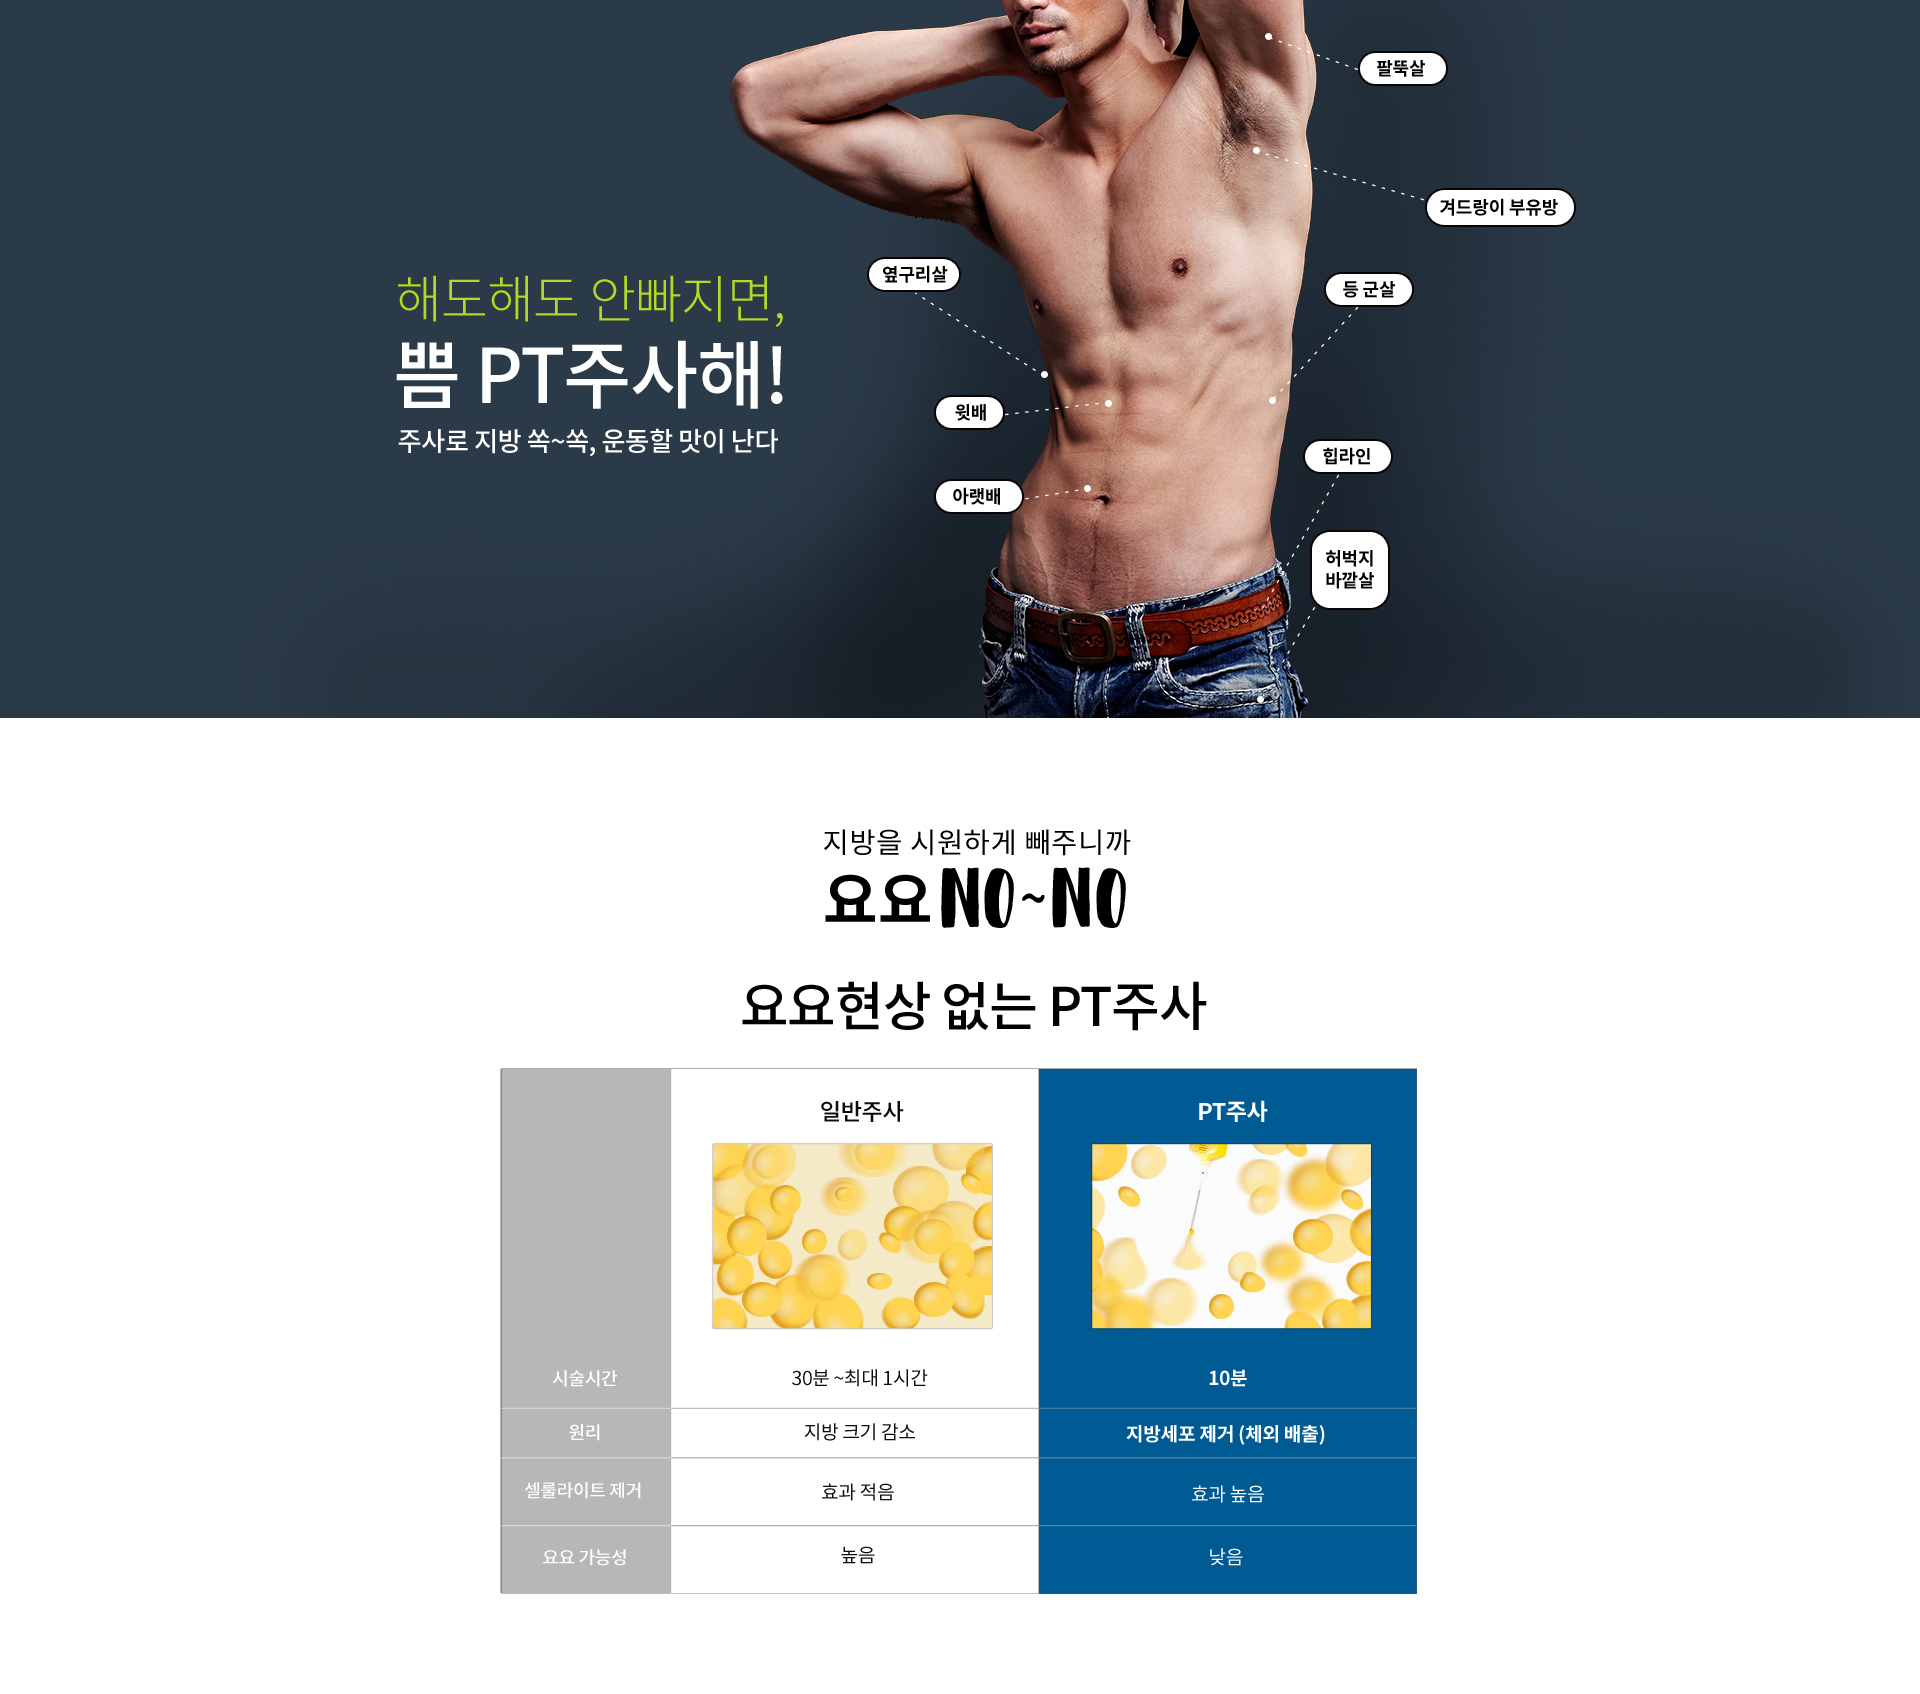 팔뚝살
겨드랑이 부유방
옆구리살
등 군살
해도해도 안빠지면,
쁨 PT주사해!
주사로 지방 쏙~쏙, 운동할 맛이 난다
윗배
힙라인
아랫배
허벅지
바깥살
지방을 시원하게 빼주니까
요요 NO~NO
요요현상 없는 PT주사
일반주사 PT주사
시술시간 30분 ~최대 1시간 10분
원리 지방 크기 감소 지방세포 제거 (체외 배출)
셀룰라이트 제거 효과 적음 효과 높음
요요 가능성 높음 낮음